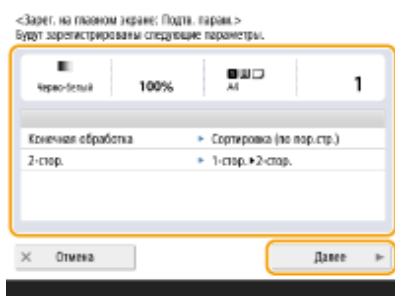 <Зарег. на главном экране: Подтв. парам.>
Будут зарегистрированы следующие параметры.
Черно-белый 100% A4 1
Конечная обработка ▶ Сортировка (по пор.стр.)
2-стор. ▶ 1-стор.▶2-стор.
× Отмена Далее ▶